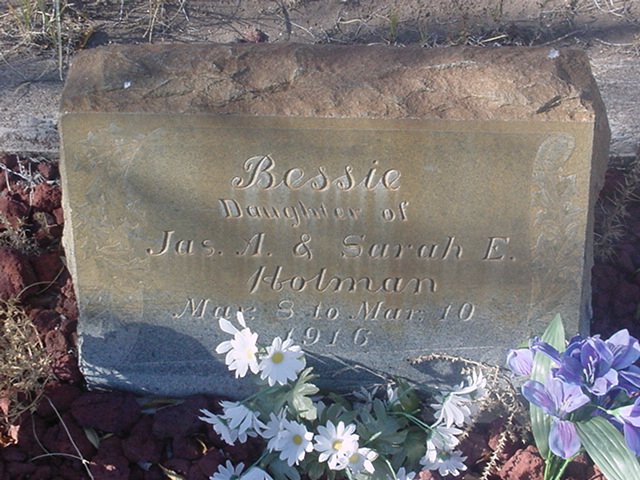 Bessie
Daughter of
Jas. A. & Sarah E.
Holman
Mar. 8 to Mar. 10
1916